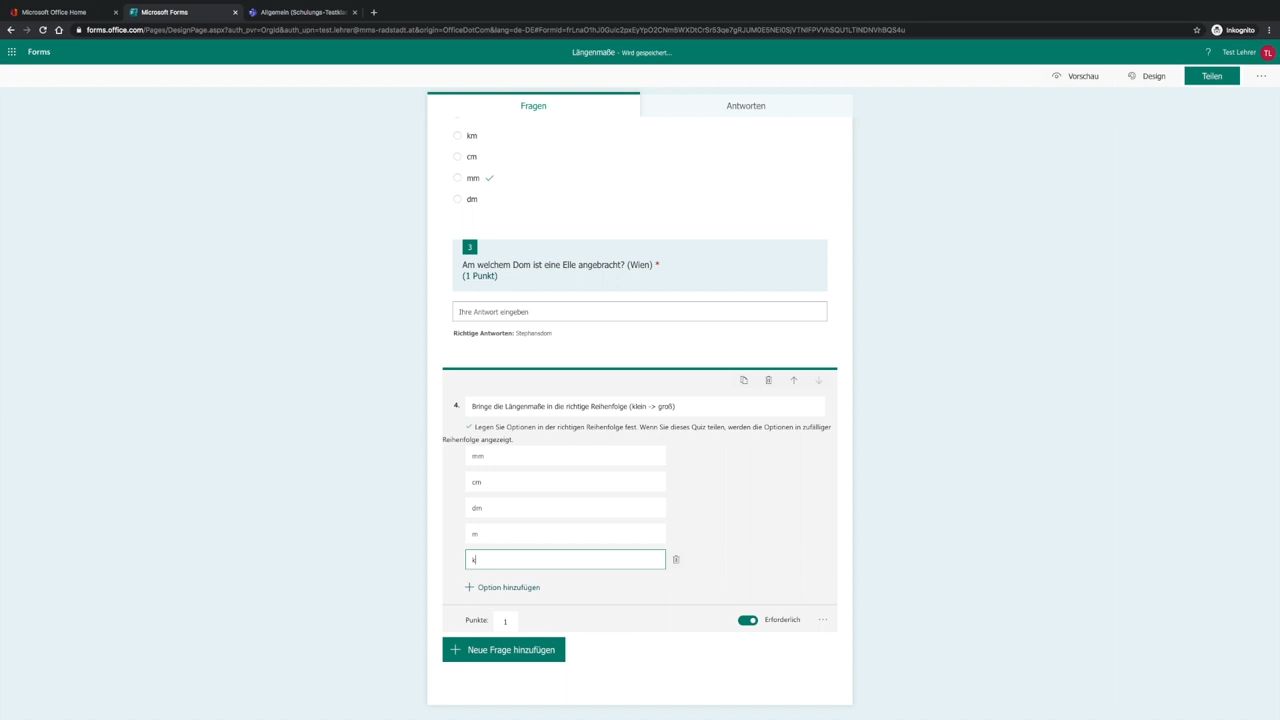 Microsoft Office Home
Microsoft Forms
Allgemein (Schulungs-Testkla
Inkognito
Forms
Längenmaße - Wird gespeichert...
?
Test Lehrer
TL
Vorschau
Design
Teilen
Fragen
Antworten
km
cm
mm
dm
3
Am welchem Dom ist eine Elle angebracht? (Wien) *
(1 Punkt)
Ihre Antwort eingeben
Richtige Antworten: Stephansdom
4. Bringe die Längenmaße in die richtige Reihenfolge (klein -> groß)
Legen Sie Optionen in der richtigen Reihenfolge fest. Wenn Sie dieses Quiz teilen, werden die Optionen in zufälliger
Reihenfolge angezeigt.
mm
cm
dm
m
k
Option hinzufügen
Punkte: 1
Erforderlich
Neue Frage hinzufügen